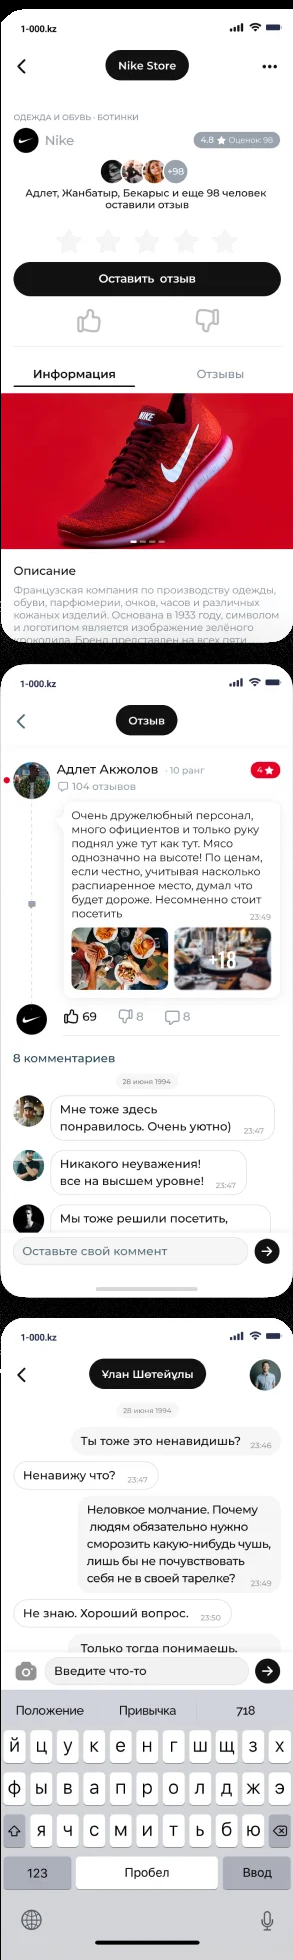 1-000.kz
Nike Store
ОДЕЖДА И ОБУВЬ · БОТИНКИ
Nike
4.8 Оценок: 98
+98
Адлет, Жанбатыр, Бекарыс и еще 98 человек
оставили отзыв
Оставить отзыв
Информация Отзывы
NIKE
Описание
Французская компания по производству одежды,
обуви, парфюмерии, очков, часов и различных
кожаных изделий. Основана в 1933 году, символом
и логотипом является изображение зелёного
крокодила. Бренд представлен на всех пяти
1-000.kz
Отзыв
Адлет Акжолов · 10 ранг
4
104 отзывов
Очень дружелюбный персонал,
много официентов и только руку
поднял уже тут как тут. Мясо
однозначно на высоте! По ценам,
если честно, учитывая насколько
распиаренное место, думал что
будет дороже. Несомненно стоит
посетить
23:49
+18
69 8 8
8 комментариев
28 июня 1994
Мне тоже здесь
понравилось. Очень уютно)
23:47
Никакого неуважения!
все на высшем уровне!
23:47
Мы тоже решили посетить,
Оставьте свой коммент
1-000.kz
Ұлан Шөтейұлы
28 июня 1994
Ты тоже это ненавидишь?
23:46
Ненавижу что?
23:47
Неловкое молчание. Почему
людям обязательно нужно
сморозить какую-нибудь чушь,
лишь бы не почувствовать
себя не в своей тарелке?
23:49
Не знаю. Хороший вопрос.
23:50
Только тогда понимаешь,
Введите что-то
Положение Привычка 718
й ц у к е н г ш щ з х
ф ы в а п р о л д ж э
я ч с м и т ь б ю
123 Пробел Ввод